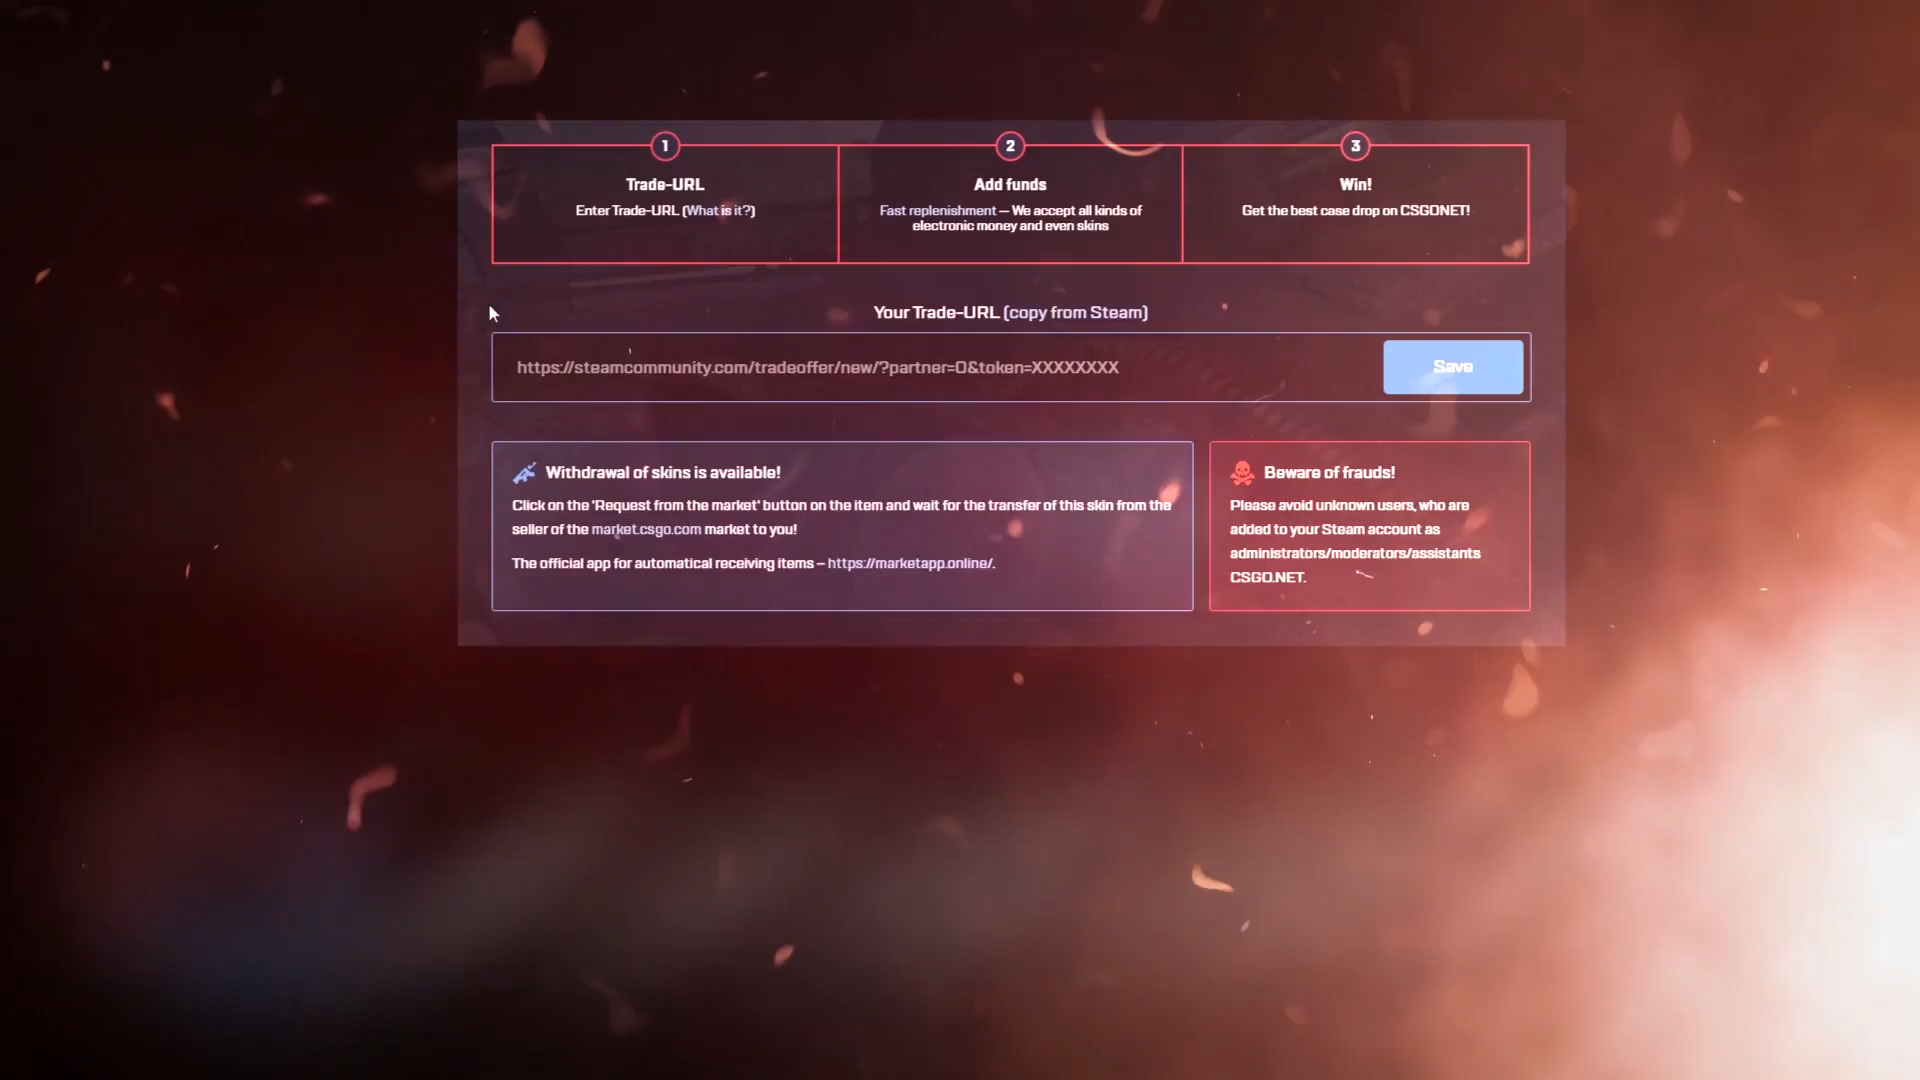 1
Trade-URL
Enter Trade-URL (What is it?)
2
Add funds
Fast replenishment — We accept all kinds of
electronic money and even skins
3
Win!
Get the best case drop on CSGONET!
Your Trade-URL (copy from Steam)
https://steamcommunity.com/tradeoffer/new/?partner=0&token=XXXXXXXX
Save
Withdrawal of skins is available!
Click on the 'Request from the market' button on the item and wait for the transfer of this skin from the
seller of the market.csgo.com market to you!
The official app for automatical receiving items – https://marketapp.online/.
Beware of frauds!
Please avoid unknown users, who are
added to your Steam account as
administrators/moderators/assistants
CSGO.NET.